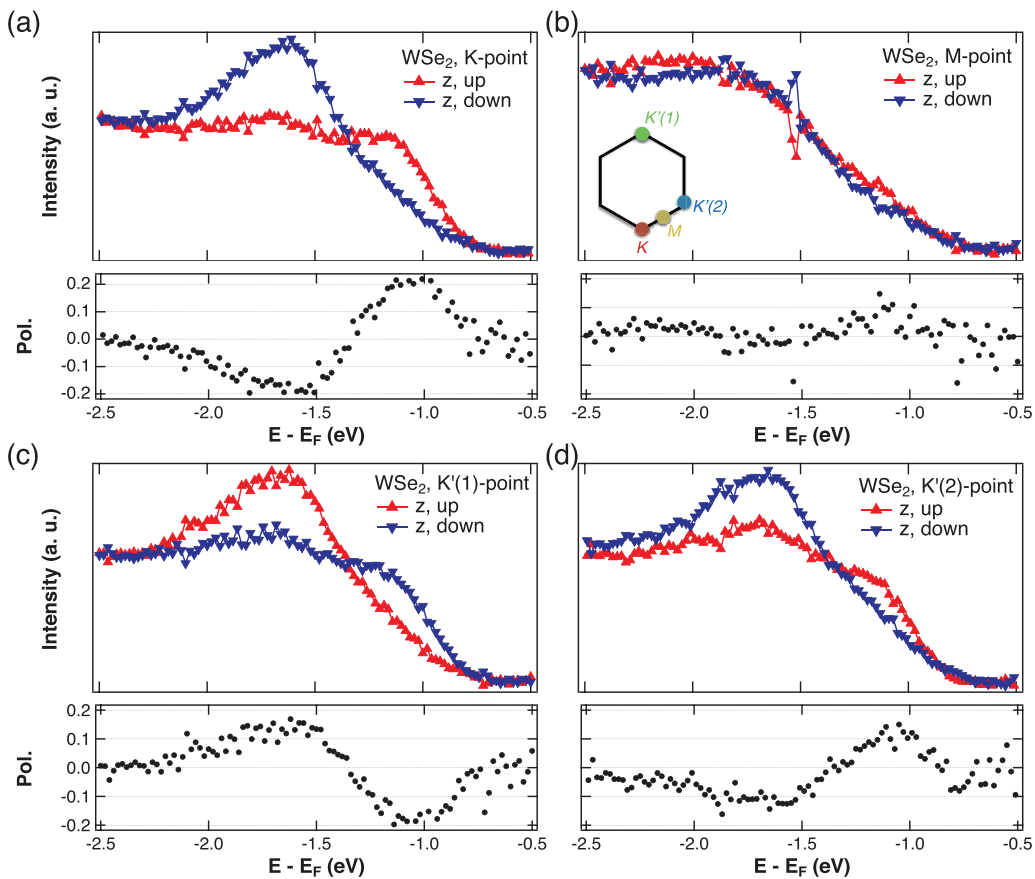 (a)
WSe₂, K-point
z, up
z, down
Intensity (a. u.)
0.2
0.1
0.0
-0.1
-0.2
Pol.
-2.5 -2.0 -1.5 -1.0 -0.5
E - E_F (eV)
(b)
WSe₂, M-point
z, up
z, down
K'(1)
K'(2)
M
K
-2.5 -2.0 -1.5 -1.0 -0.5
E - E_F (eV)
(c)
WSe₂, K'(1)-point
z, up
z, down
Intensity (a. u.)
0.2
0.1
0.0
-0.1
-0.2
Pol.
-2.5 -2.0 -1.5 -1.0 -0.5
E - E_F (eV)
(d)
WSe₂, K'(2)-point
z, up
z, down
-2.5 -2.0 -1.5 -1.0 -0.5
E - E_F (eV)